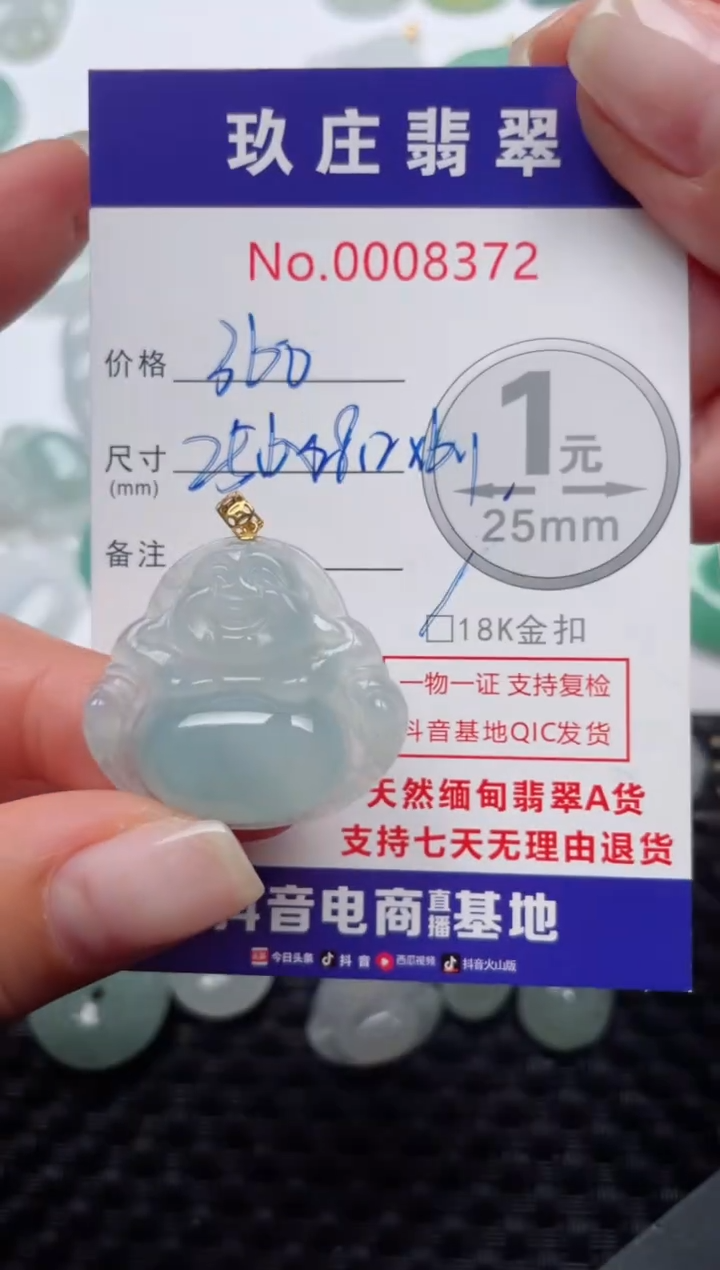 玖庄翡翠
No.0008372
价格 360
尺寸
(mm)
1元
25mm
备注
18K金扣
一物一证 支持复检
抖音基地QIC发货
天然缅甸翡翠A货
支持七天无理由退货
抖音电商直播基地
今日头条 抖音 西瓜视频 抖音火山版